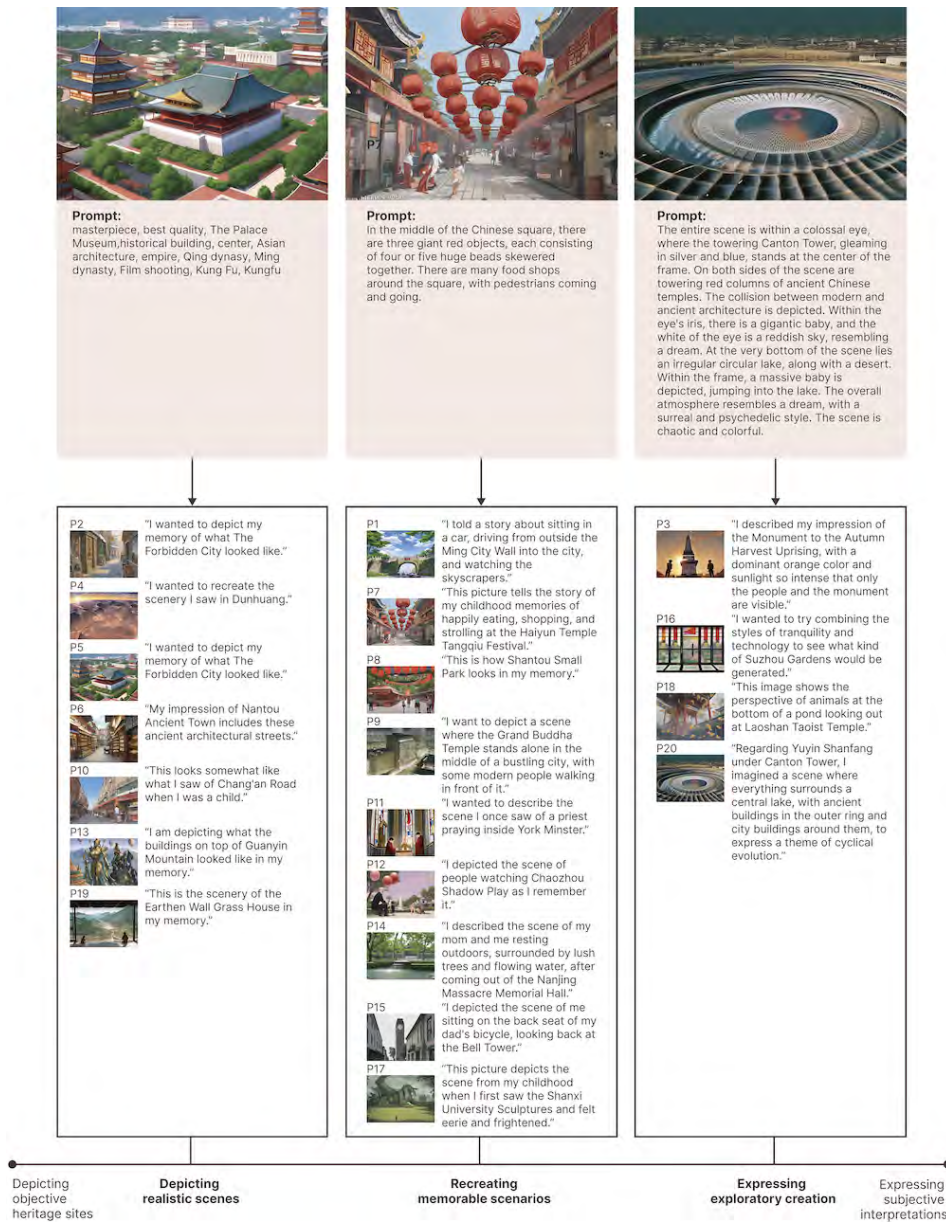 P7
Prompt:
masterpiece, best quality, The Palace
Museum,historical building, center, Asian
architecture, empire, Qing dynasy, Ming
dynasty, Film shooting, Kung Fu, Kungfu
Prompt:
In the middle of the Chinese square, there
are three giant red objects, each consisting
of four or five huge beads skewered
together. There are many food shops
around the square, with pedestrians coming
and going.
Prompt:
The entire scene is within a colossal eye,
where the towering Canton Tower, gleaming
in silver and blue, stands at the center of the
frame. On both sides of the scene are
towering red columns of ancient Chinese
temples. The collision between modern and
ancient architecture is depicted. Within the
eye's iris, there is a gigantic baby, and the
white of the eye is a reddish sky, resembling
a dream. At the very bottom of the scene lies
an irregular circular lake, along with a desert.
Within the frame, a massive baby is
depicted, jumping into the lake. The overall
atmosphere resembles a dream, with a
surreal and psychedelic style. The scene is
chaotic and colorful.
P2
"I wanted to depict my
memory of what The
Forbidden City looked like."
P4
"I wanted to recreate the
scenery I saw in Dunhuang."
P5
"I wanted to depict my
memory of what The
Forbidden City looked like."
P6
"My impression of Nantou
Ancient Town includes these
ancient architectural streets."
P10
"This looks somewhat like
what I saw of Chang'an Road
when I was a child."
P13
"I am depicting what the
buildings on top of Guanyin
Mountain looked like in my
memory."
P19
"This is the scenery of the
Earthen Wall Grass House in
my memory."
P1
"I told a story about sitting in
a car, driving from outside the
Ming City Wall into the city,
and watching the
skyscrapers."
P7
"This picture tells the story of
my childhood memories of
happily eating, shopping, and
strolling at the Haiyun Temple
Tangqiu Festival."
P8
"This is how Shantou Small
Park looks in my memory."
P9
"I want to depict a scene
where the Grand Buddha
Temple stands alone in the
middle of a bustling city, with
some modern people walking
in front of it."
P11
"I wanted to describe the
scene I once saw of a priest
praying inside York Minster."
P12
"I depicted the scene of
people watching Chaozhou
Shadow Play as I remember
it."
P14
"I described the scene of my
mom and me resting
outdoors, surrounded by lush
trees and flowing water, after
coming out of the Nanjing
Massacre Memorial Hall."
P15
"I depicted the scene of me
sitting on the back seat of my
dad's bicycle, looking back at
the Bell Tower."
P17
"This picture depicts the
scene from my childhood
when I first saw the Shanxi
University Sculptures and felt
eerie and frightened."
P3
"I described my impression of
the Monument to the Autumn
Harvest Uprising, with a
dominant orange color and
sunlight so intense that only
the people and the monument
are visible."
P16
"I wanted to try combining the
styles of tranquility and
technology to see what kind
of Suzhou Gardens would be
generated."
P18
"This image shows the
perspective of animals at the
bottom of a pond looking out
at Laoshan Taoist Temple."
P20
"Regarding Yuyin Shanfang
under Canton Tower, I
imagined a scene where
everything surrounds a
central lake, with ancient
buildings in the outer ring and
city buildings around them, to
express a theme of cyclical
evolution."
Depicting
objective
heritage sites
Depicting
realistic scenes
Recreating
memorable scenarios
Expressing
exploratory creation
Expressing
subjective
interpretations